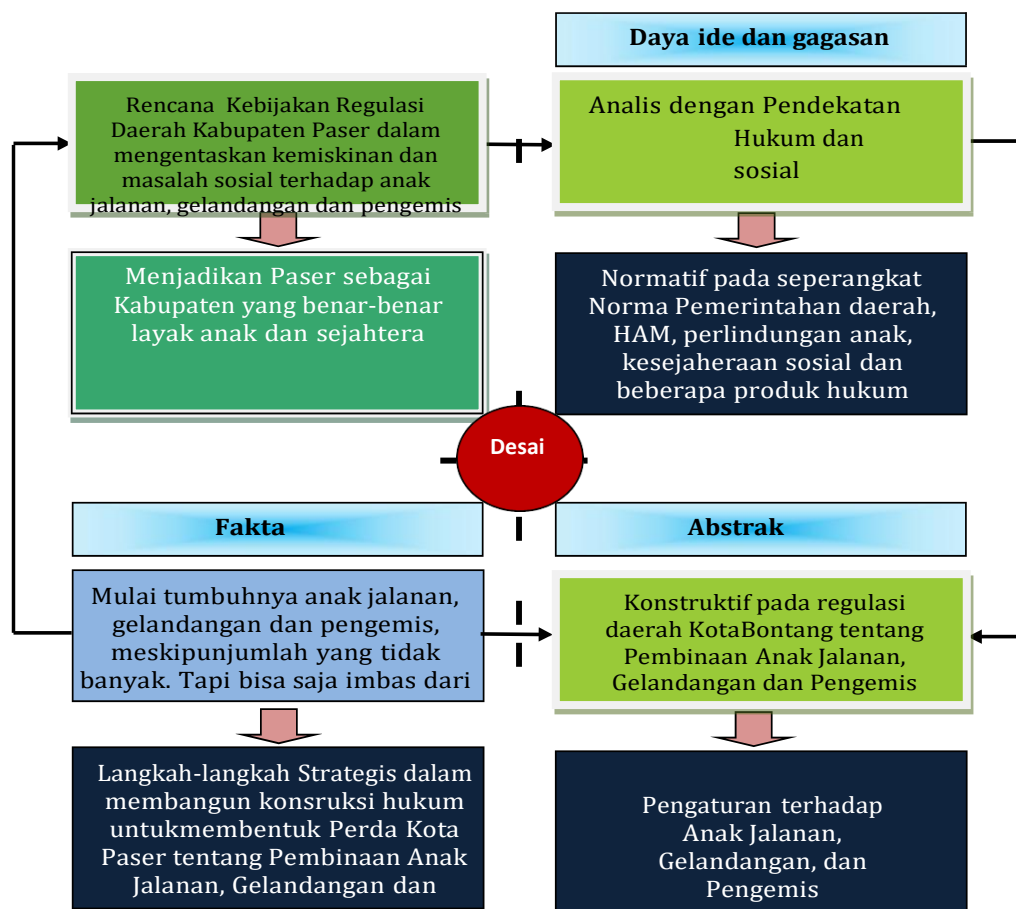 Daya ide dan gagasan
Rencana Kebijakan Regulasi
Daerah Kabupaten Paser dalam
mengentaskan kemiskinan dan
masalah sosial terhadap anak
jalanan, gelandangan dan pengemis
Analis dengan Pendekatan
Hukum dan
sosial
Menjadikan Paser sebagai
Kabupaten yang benar-benar
layak anak dan sejahtera
Normatif pada seperangkat
Norma Pemerintahan daerah,
HAM, perlindungan anak,
kesejaheraan sosial dan
beberapa produk hukum
Desai
Fakta
Abstrak
Mulai tumbuhnya anak jalanan,
gelandangan dan pengemis,
meskipunjumlah yang tidak
banyak. Tapi bisa saja imbas dari
Konstruktif pada regulasi
daerah KotaBontang tentang
Pembinaan Anak Jalanan,
Gelandangan dan Pengemis
Langkah-langkah Strategis dalam
membangun konsruksi hukum
untukmembentuk Perda Kota
Paser tentang Pembinaan Anak
Jalanan, Gelandangan dan
Pengaturan terhadap
Anak Jalanan,
Gelandangan, dan
Pengemis